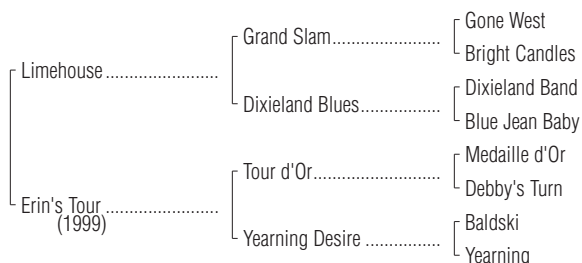 Gone West
Grand Slam........................
Bright Candles
Limehouse .........................
Dixieland Band
Dixieland Blues..................
Blue Jean Baby
Medaille d'Or
Tour d'Or............................
Debby's Turn
Erin's Tour .........................
(1999)
Baldski
Yearning Desire .................
Yearning